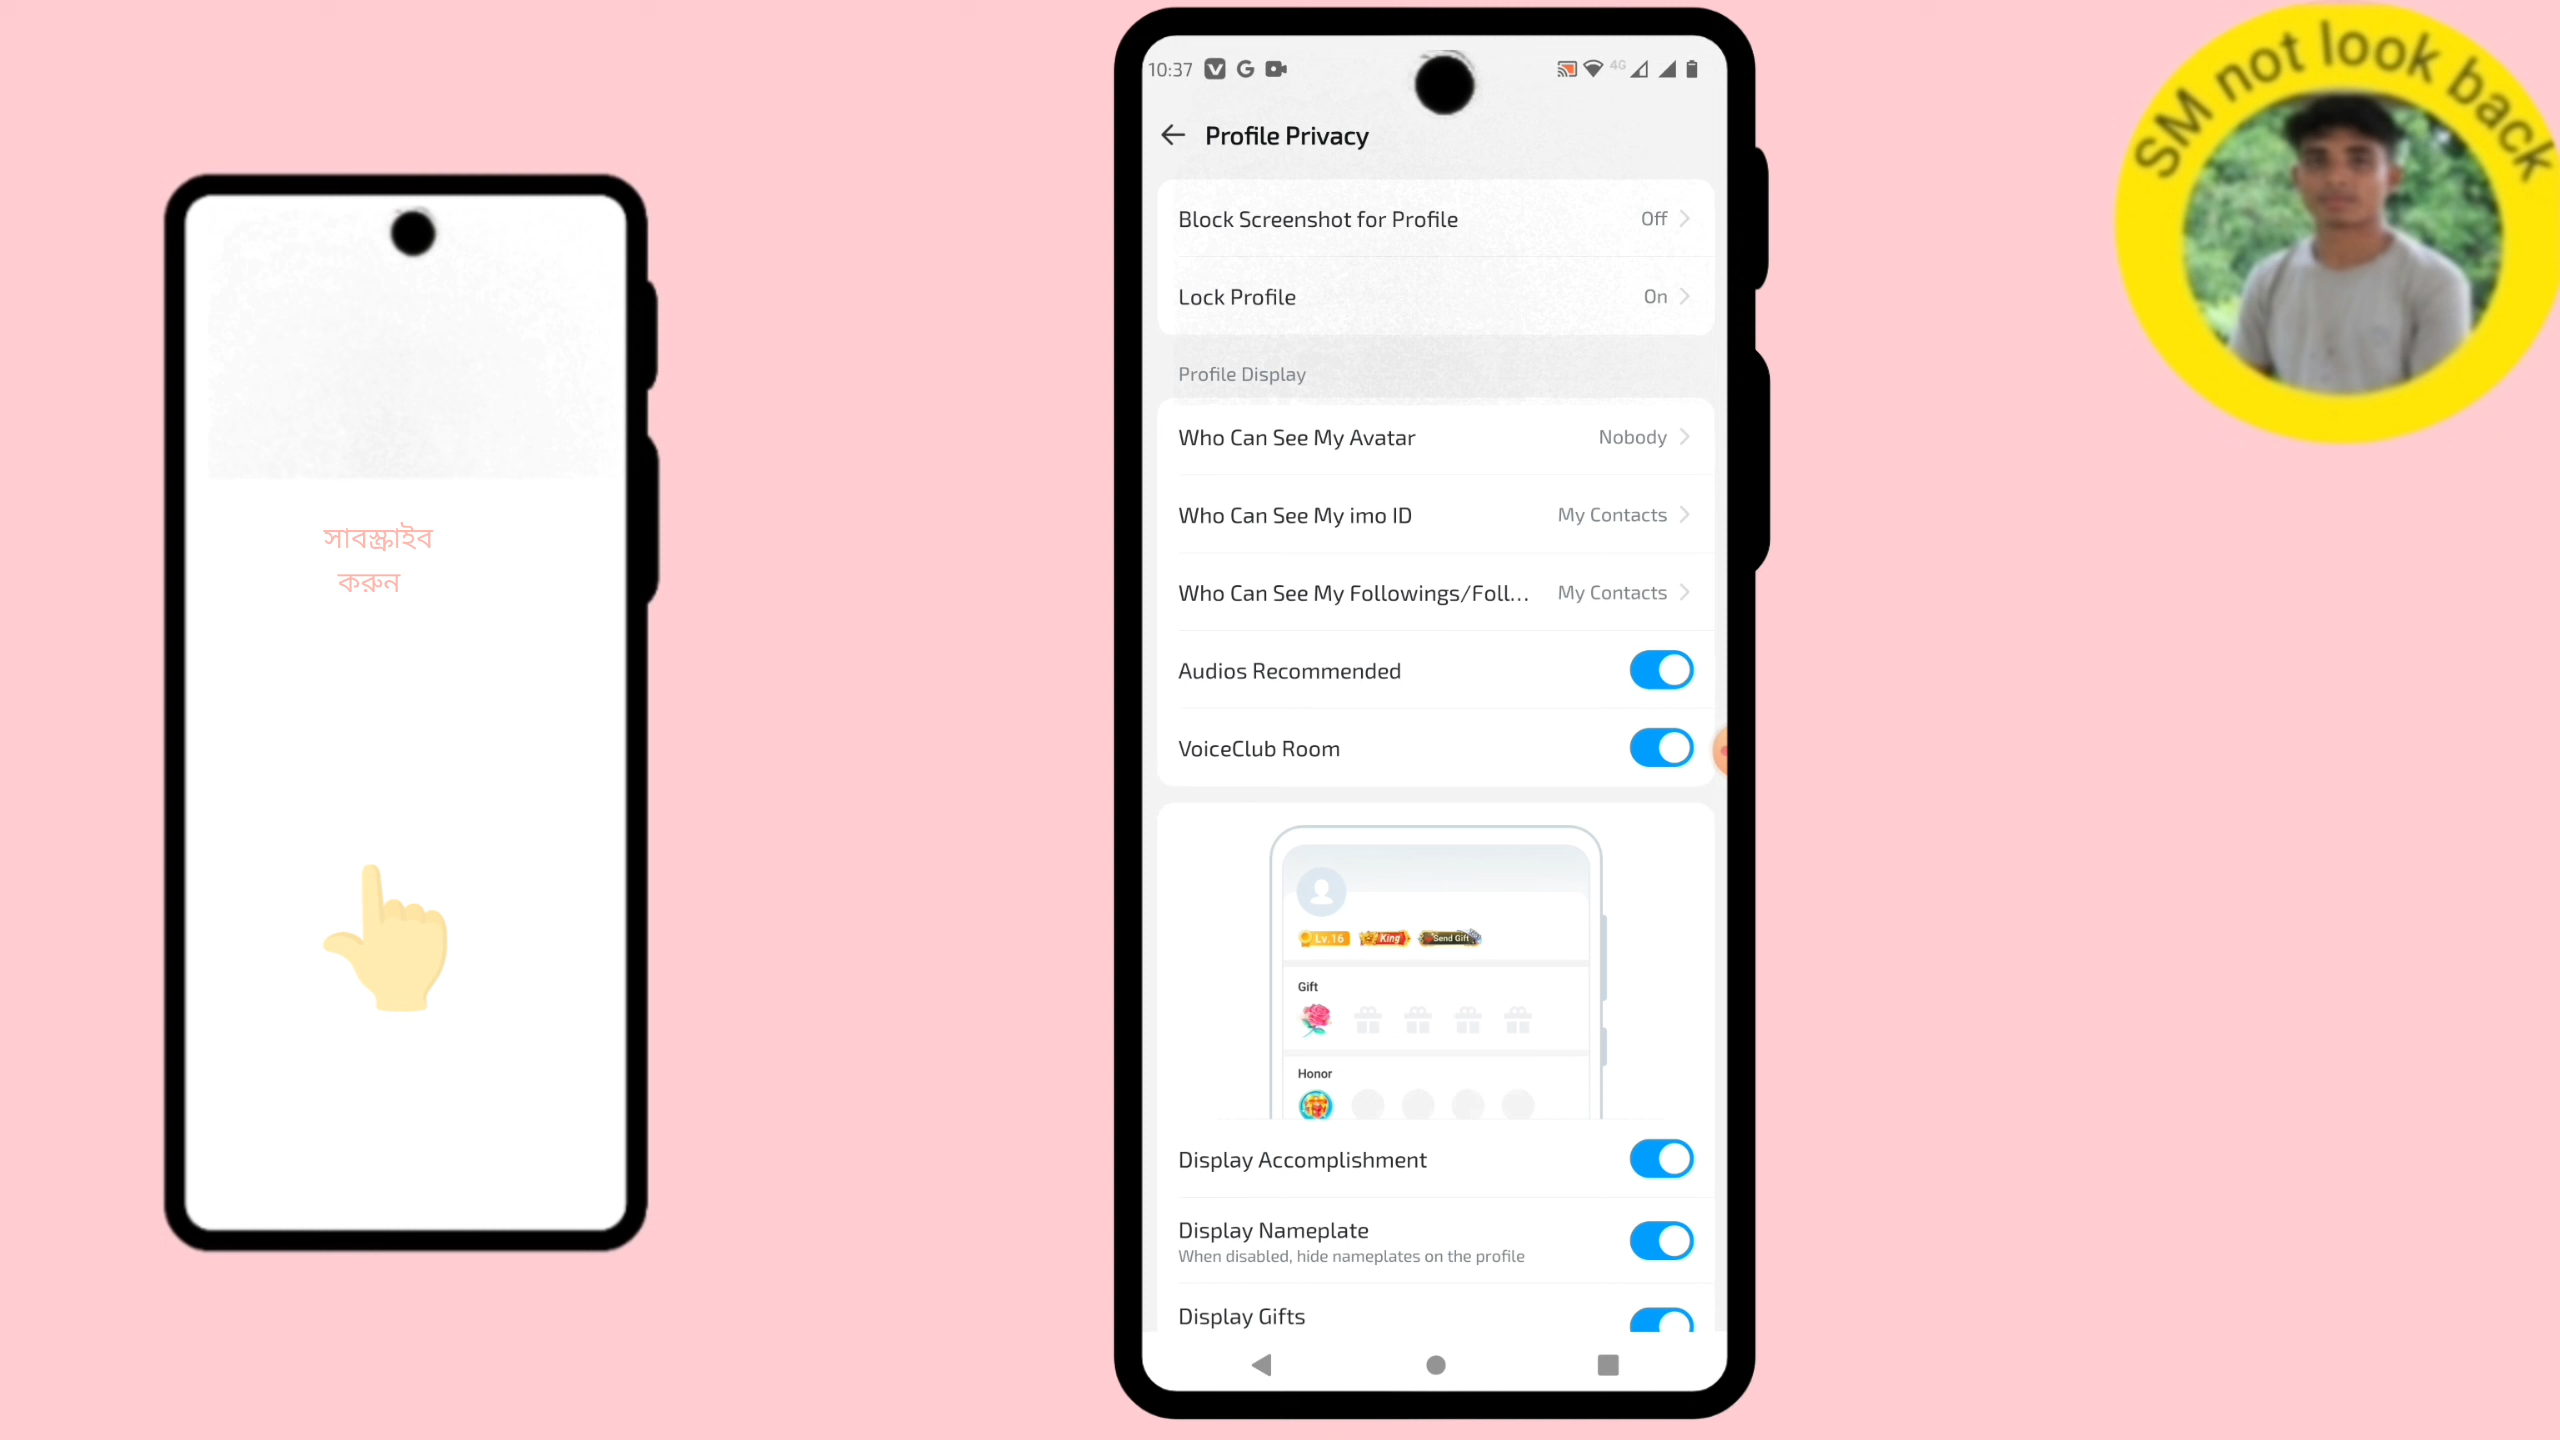 সাবস্ক্রাইব
করুন
10:37
4G
Profile Privacy
Block Screenshot for Profile Off
Lock Profile On
Profile Display
Who Can See My Avatar Nobody
Who Can See My imo ID My Contacts
Who Can See My Followings/Foll... My Contacts
Audios Recommended
VoiceClub Room
Lv.16 King Send Gift
Gift
Honor
Display Accomplishment
Display Nameplate
When disabled, hide nameplates on the profile
Display Gifts
SM not look back